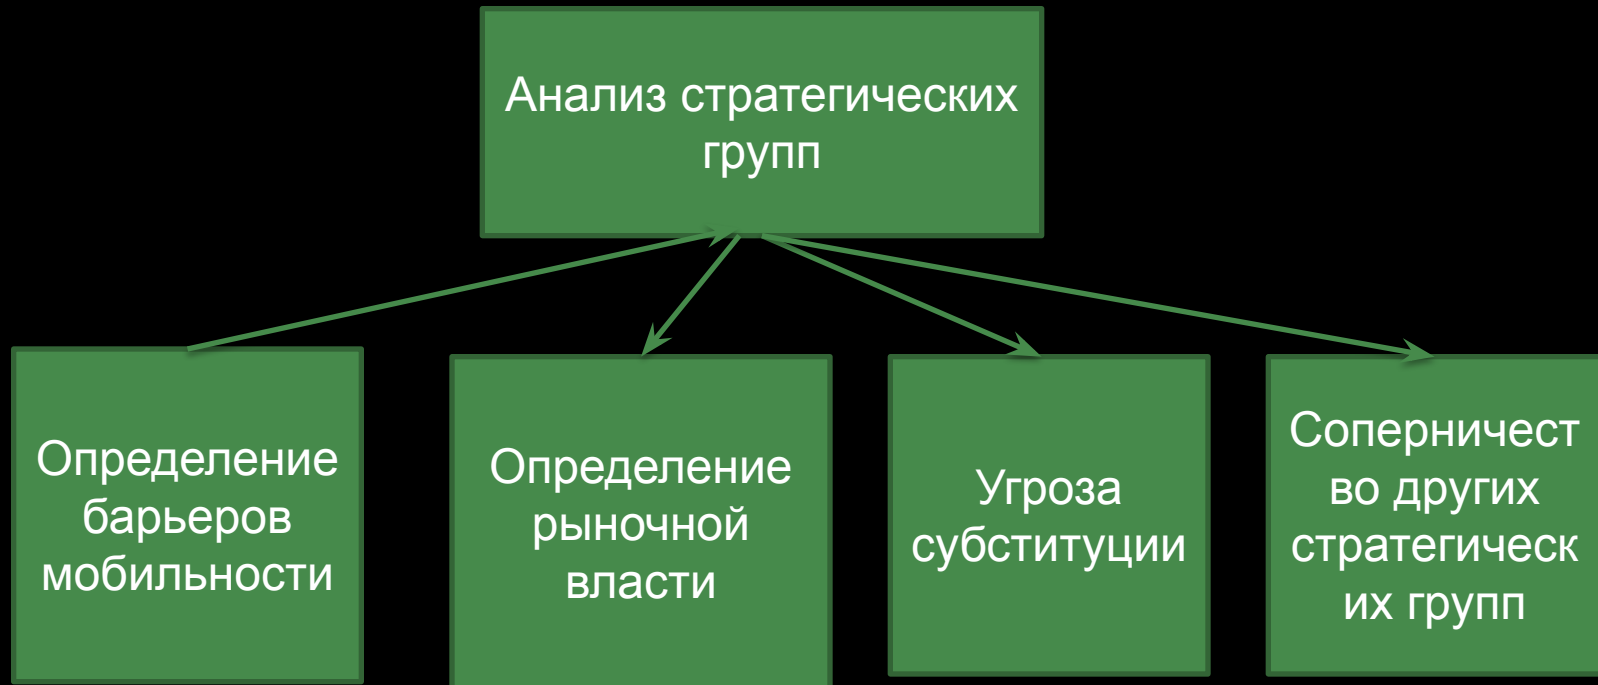 Анализ стратегических
групп
Определение
барьеров
мобильности
Определение
рыночной
власти
Угроза
субституции
Соперничест
во других
стратегическ
их групп